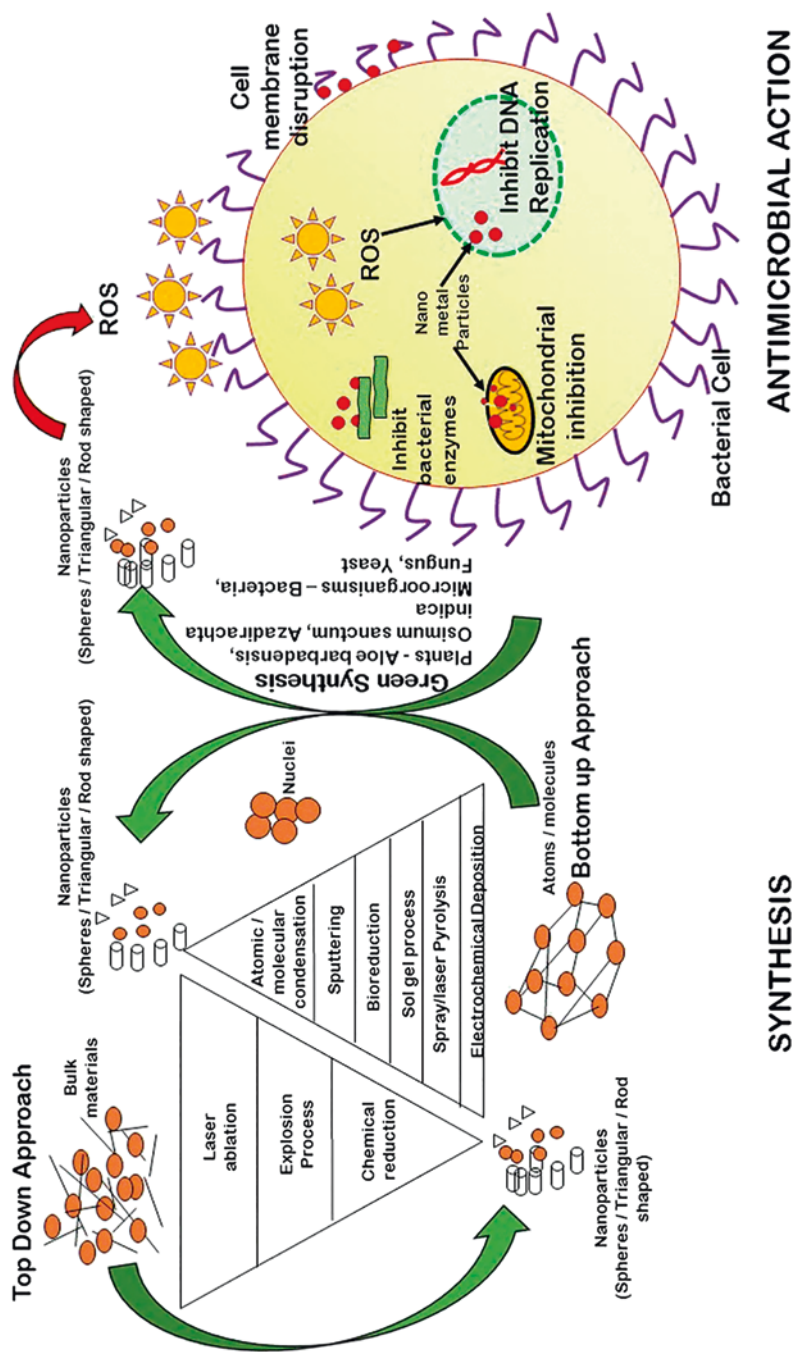 Top Down Approach
Bulk
materials
Laser
ablation
Explosion
Process
Chemical
reduction
Nanoparticles
(Spheres / Triangular / Rod
shaped)
Nanoparticles
(Spheres / Triangular / Rod shaped)
Atomic /
molecular
condensation
Sputtering
Bioreduction
Sol gel process
Spray/laser Pyrolysis
Electrochemical Deposition
Nuclei
Atoms / molecules
Bottom up Approach
SYNTHESIS
Green Synthesis
Plants - Aloe barbadensis,
Osimum sanctum, Azadirachta
indica
Microorganisms – Bacteria,
Fungus, Yeast
Nanoparticles
(Spheres / Triangular / Rod shaped)
ROS
Cell
membrane
disruption
ROS
Inhibit
bacterial
enzymes
Nano
metal
Particles
Inhibit DNA
Replication
Mitochondrial
inhibition
Bacterial Cell
ANTIMICROBIAL ACTION